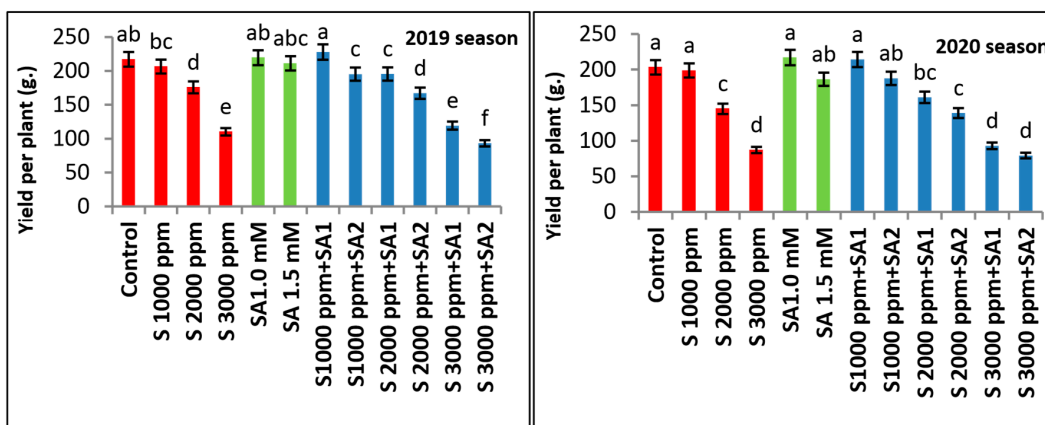 2019 season
Yield per plant (g.)
250
200
150
100
50
0
ab
bc
d
e
ab
abc
a
c
c
d
e
f
Control
S 1000 ppm
S 2000 ppm
S 3000 ppm
SA1.0 mM
SA 1.5 mM
S1000 ppm+SA1
S1000 ppm+SA2
S 2000 ppm+SA1
S 2000 ppm+SA2
S 3000 ppm+SA1
S 3000 ppm+SA2
2020 season
Yield per plant (g.)
250
200
150
100
50
0
a
a
c
d
a
ab
a
ab
bc
c
d
d
Control
S 1000 ppm
S 2000 ppm
S 3000 ppm
SA1.0 mM
SA 1.5 mM
S1000 ppm+SA1
S1000 ppm+SA2
S 2000 ppm+SA1
S 2000 ppm+SA2
S 3000 ppm+SA1
S 3000 ppm+SA2